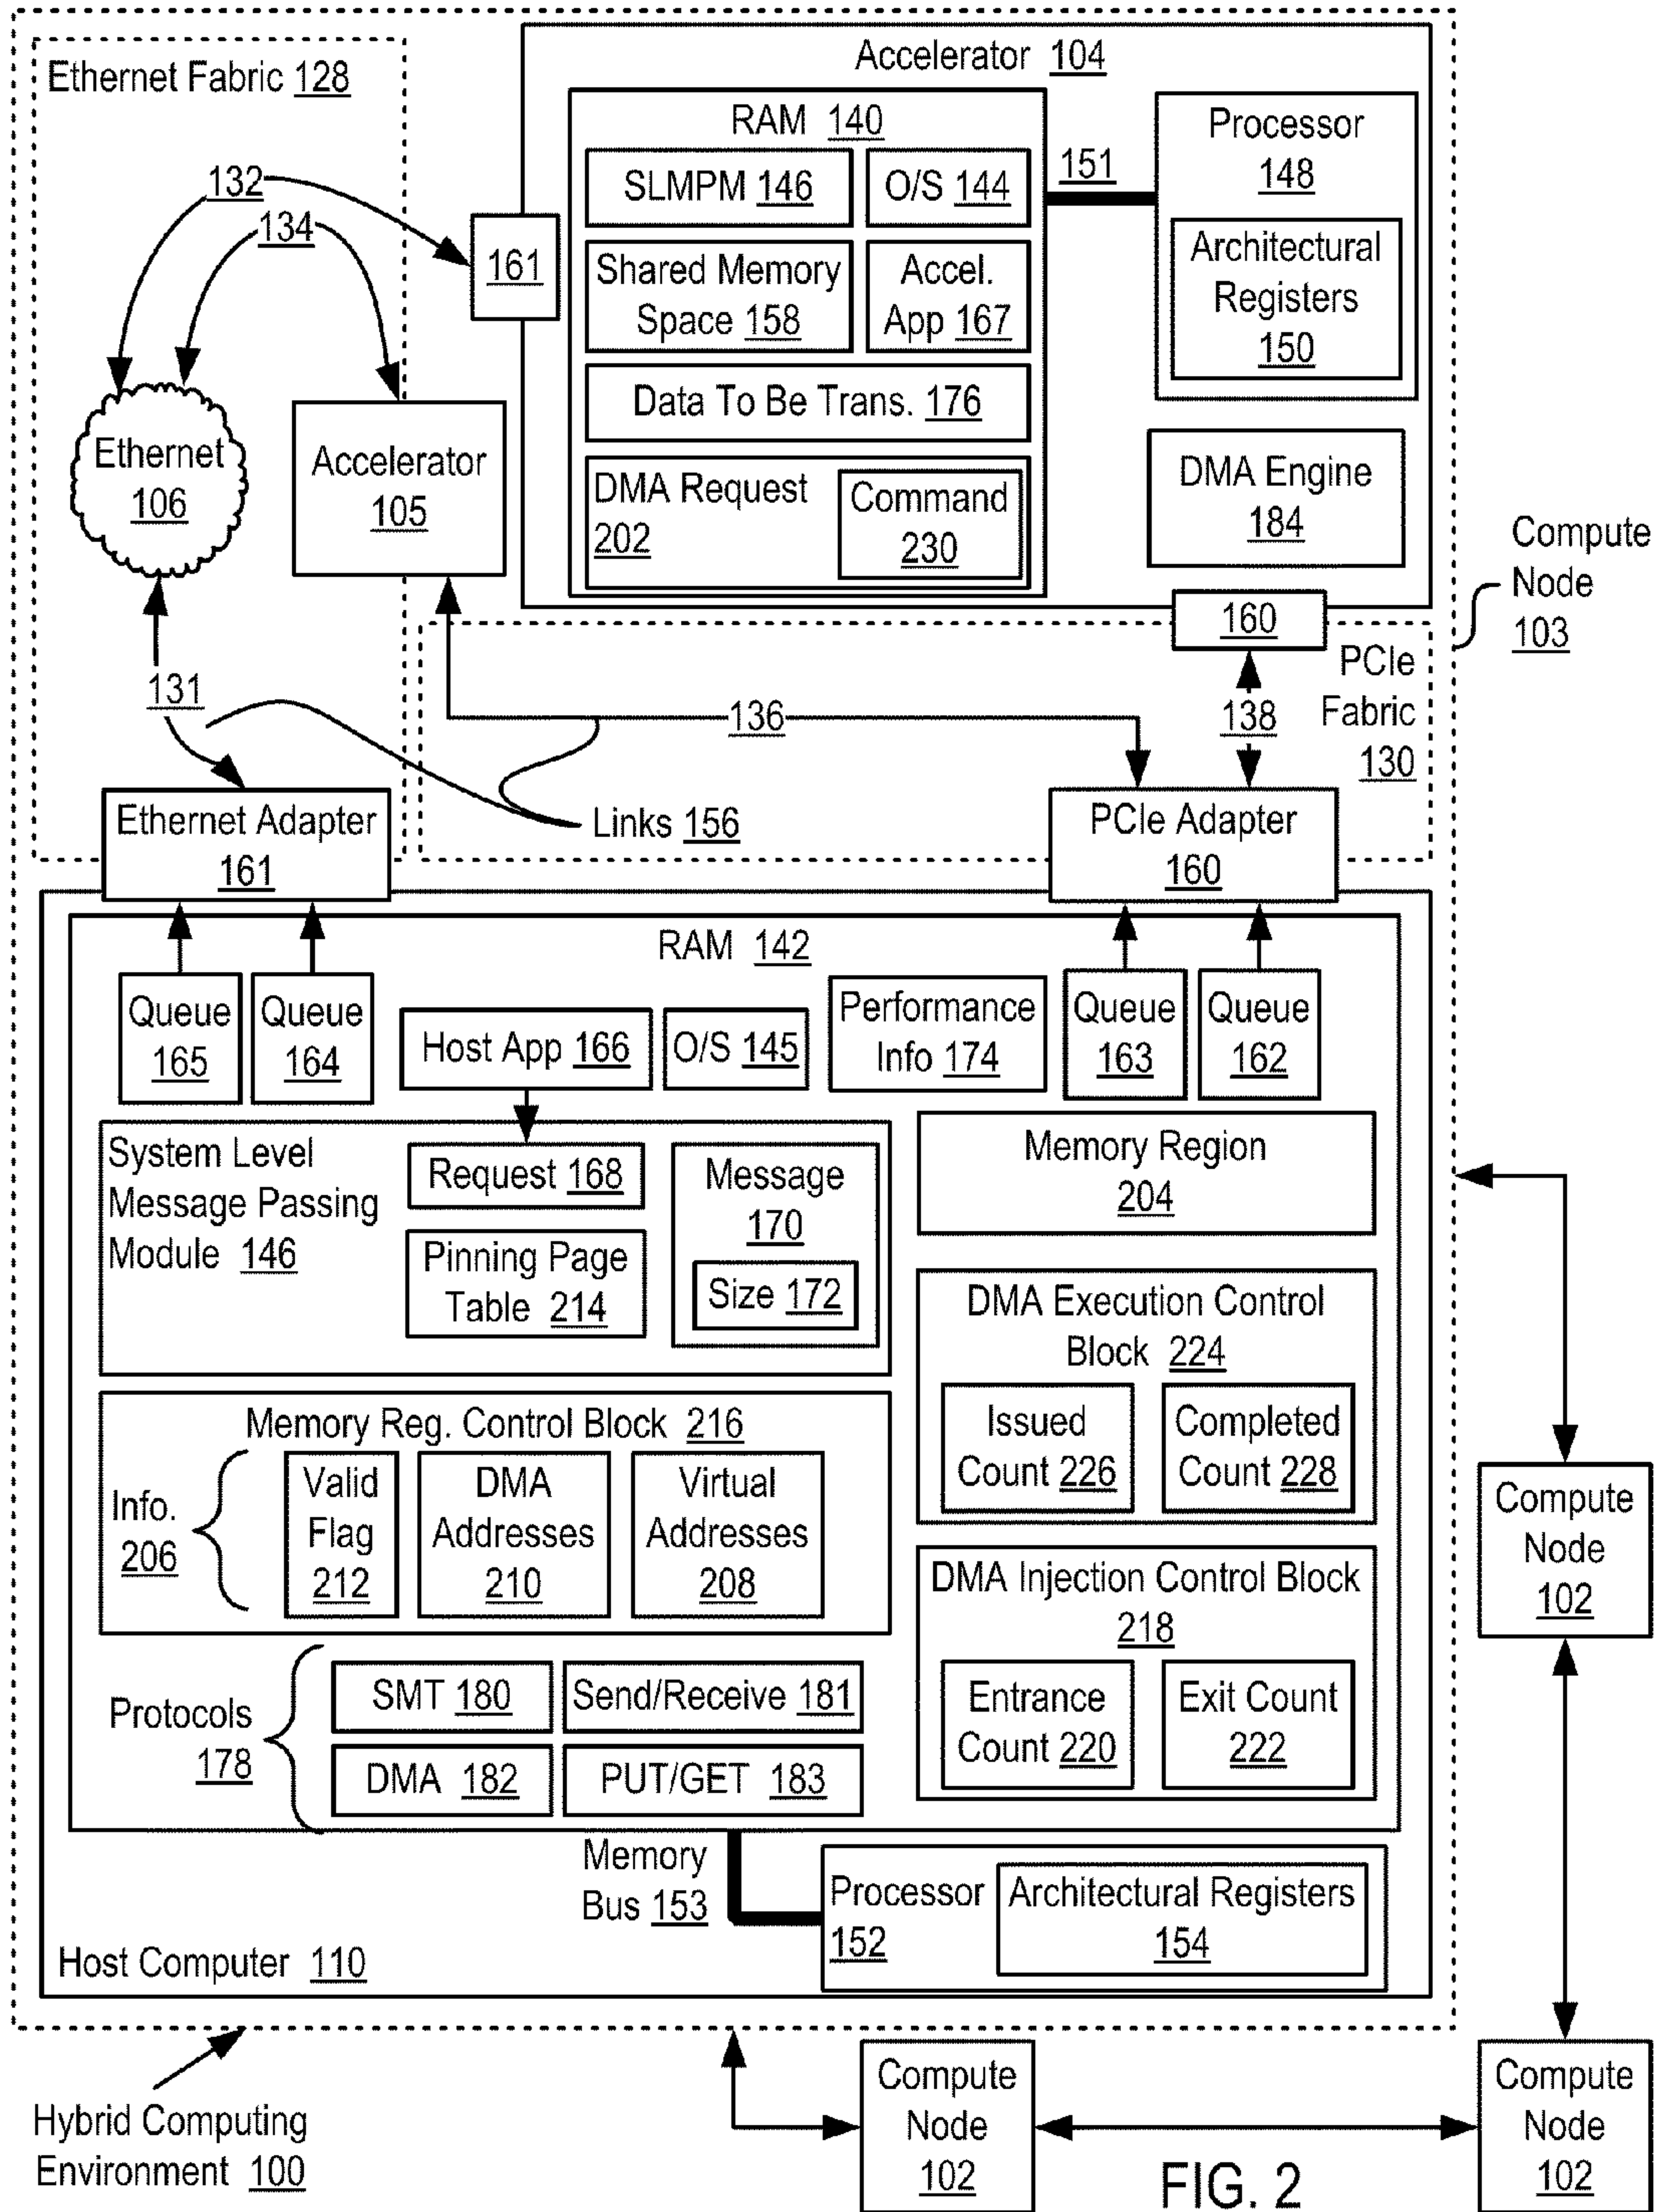 Ethernet Fabric 128
132
134
Ethernet
106
Accelerator
105
131
Accelerator 104
161
RAM 140
SLMPM 146
O/S 144
Shared Memory
Space 158
Accel.
App 167
Data To Be Trans. 176
DMA Request
202
Command
230
151
Processor
148
Architectural
Registers
150
DMA Engine
184
160
Compute
Node
103
PCIe
Fabric
130
136
138
Links 156
Ethernet Adapter
161
PCIe Adapter
160
RAM 142
Queue
165
Queue
164
Host App 166
O/S 145
Performance
Info 174
Queue
163
Queue
162
System Level
Message Passing
Module 146
Request 168
Pinning Page
Table 214
Message
170
Size 172
Memory Region
204
DMA Execution Control
Block 224
Issued
Count 226
Completed
Count 228
Memory Reg. Control Block 216
Info.
206
Valid
Flag
212
DMA
Addresses
210
Virtual
Addresses
208
DMA Injection Control Block
218
Entrance
Count 220
Exit Count
222
Protocols
178
SMT 180
Send/Receive 181
DMA 182
PUT/GET 183
Memory
Bus 153
Processor
152
Architectural Registers
154
Host Computer 110
Compute
Node
102
Hybrid Computing
Environment 100
Compute
Node
102
Compute
Node
102
FIG. 2